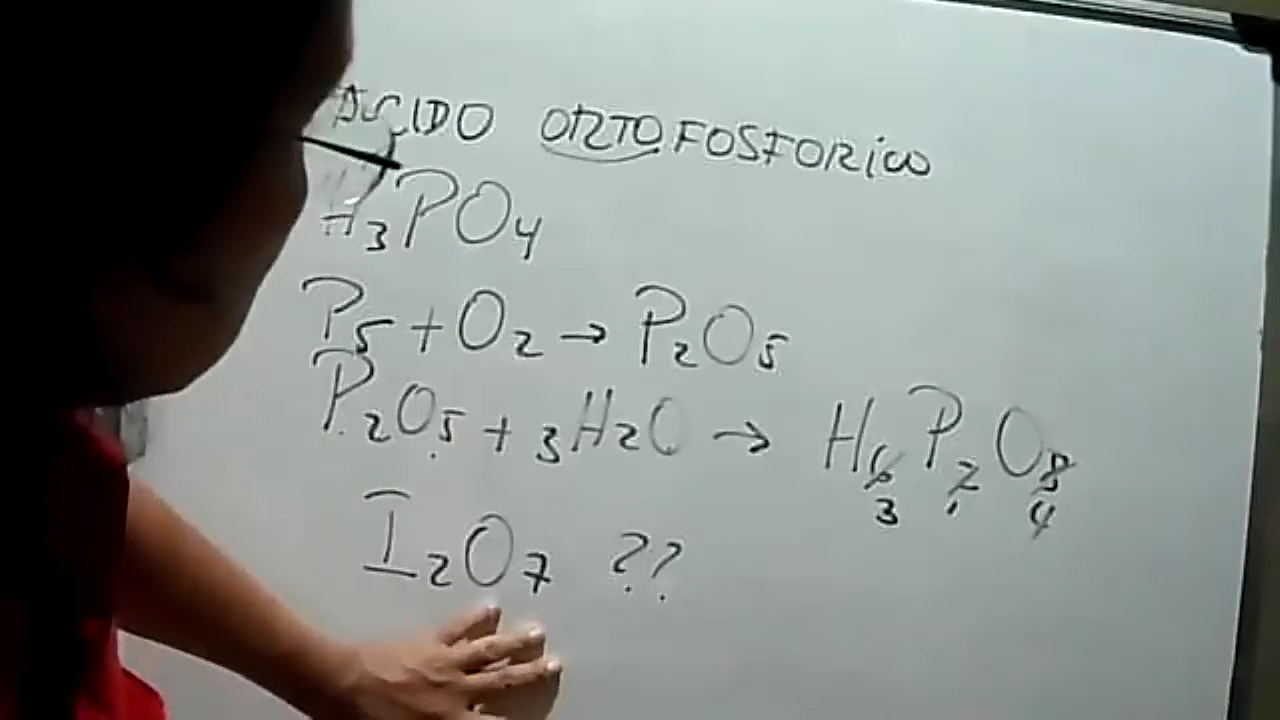 ACIDO ORTOFOSFORICO
H3PO4
P5 + O2 → P2O5
P2O5 + 3H2O → H6P2O8
3 1 4
I2O7 ??